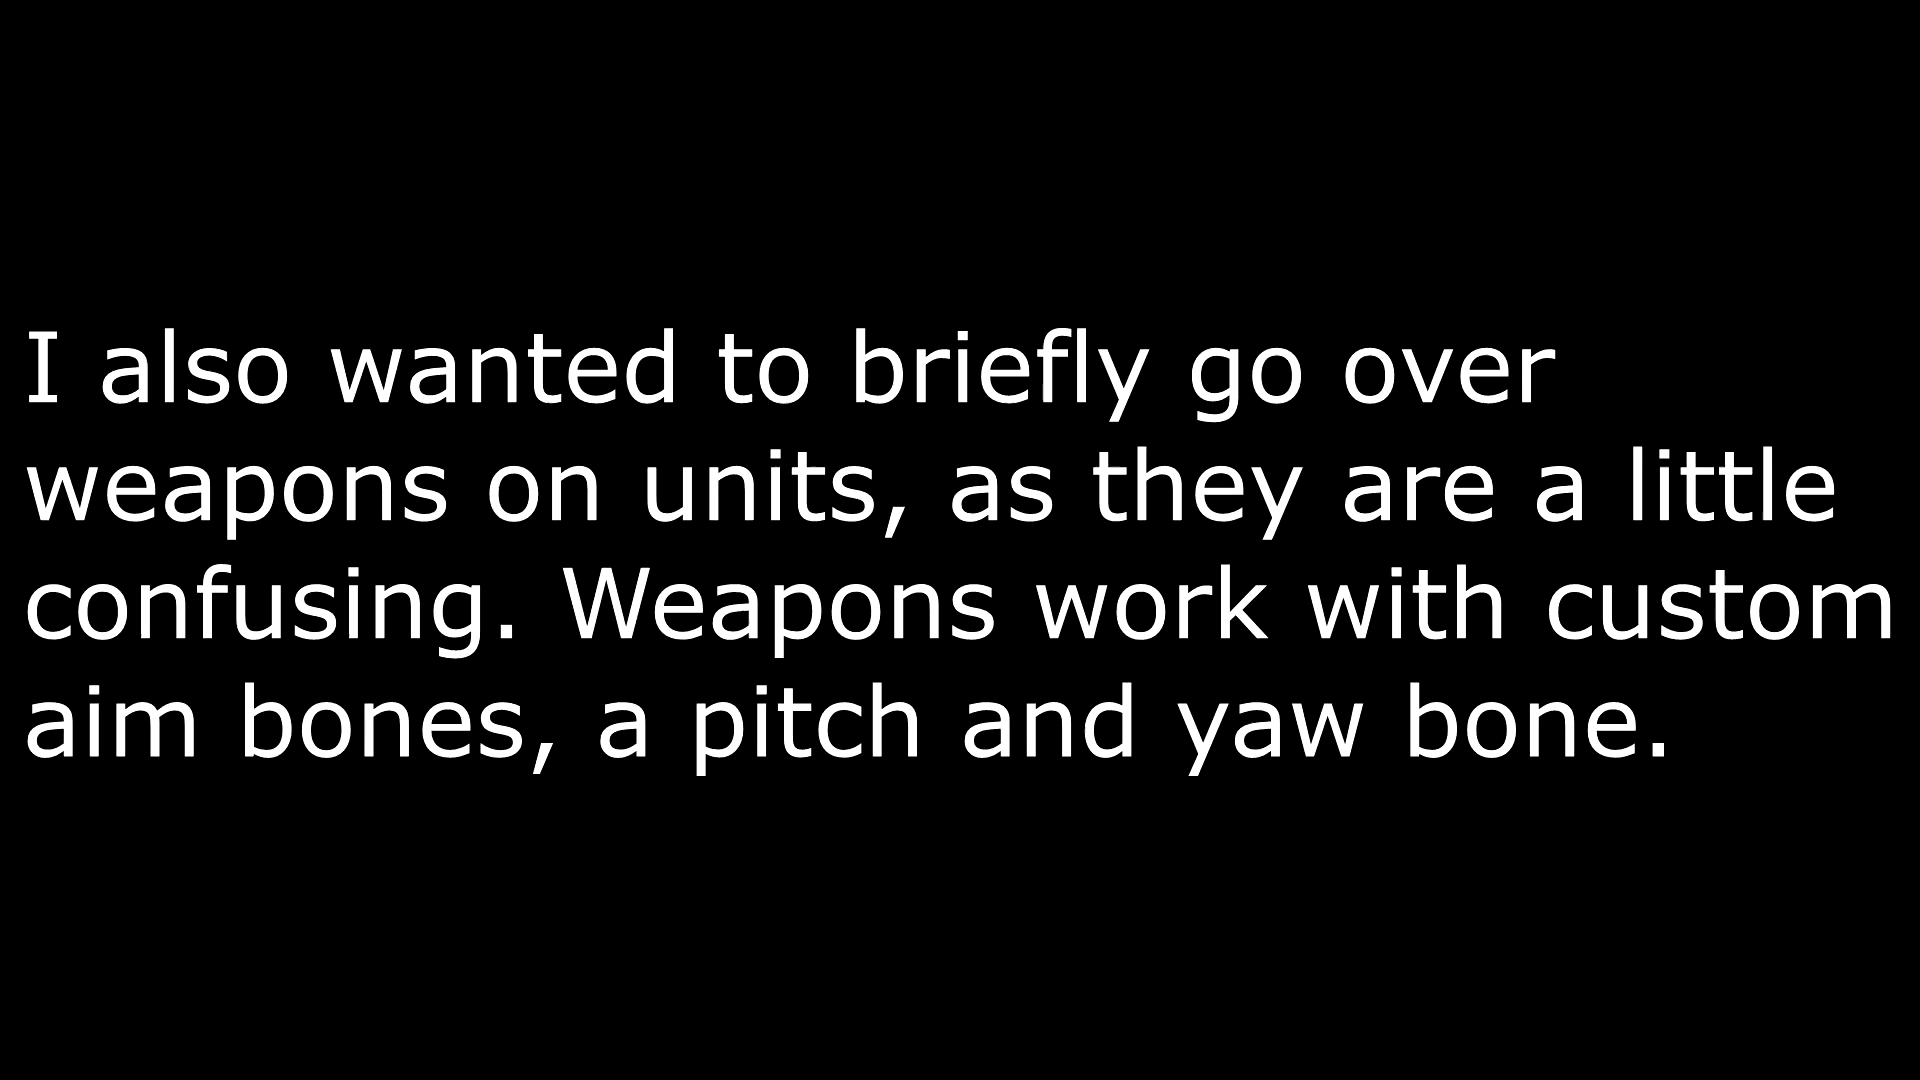 I also wanted to briefly go over
weapons on units, as they are a little
confusing. Weapons work with custom
aim bones, a pitch and yaw bone.